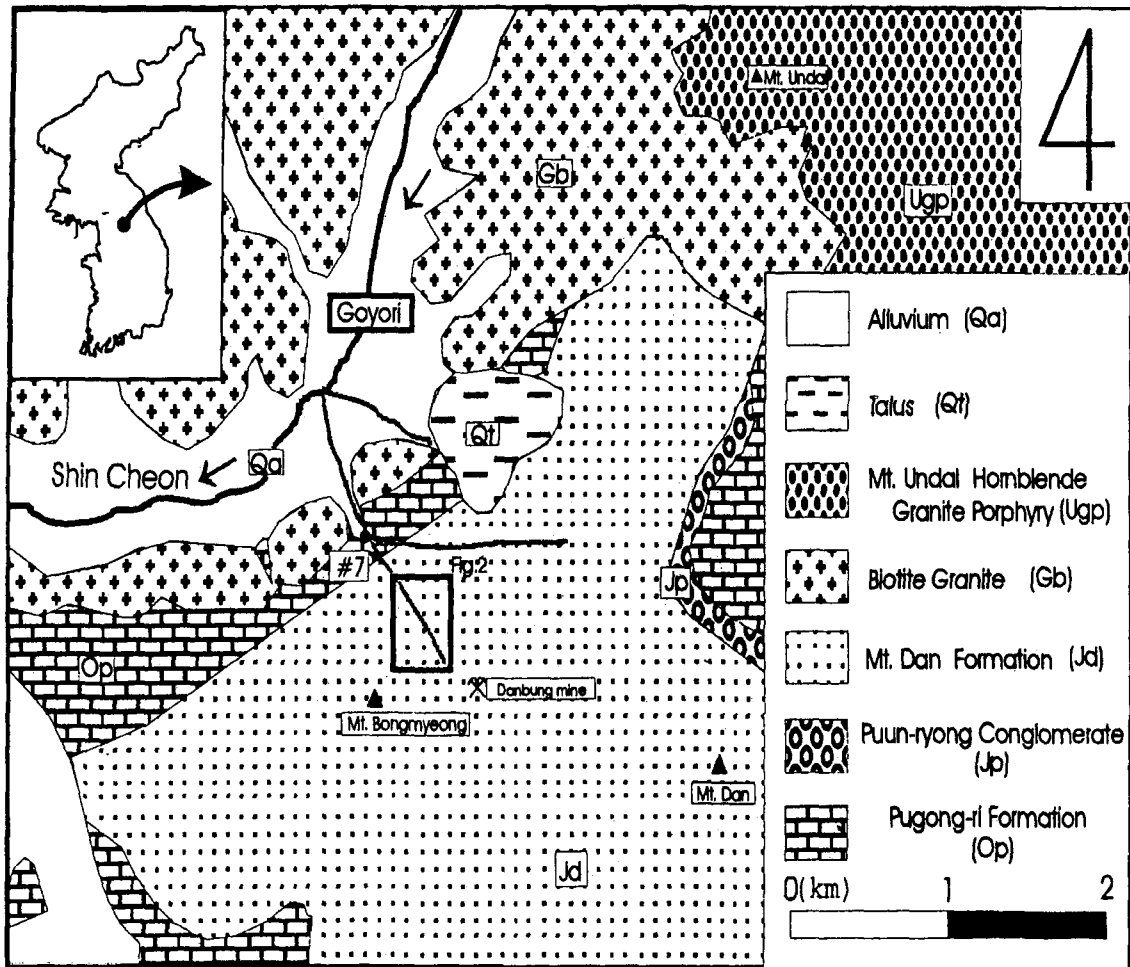 Mt. Undal
Gb
Ugp
Goyori
Qt
Shin Cheon
Qa
#7
Fig.2
Jp
Op
Danbung mine
Mt. Bongmyeong
Mt. Dan
Jd
Alluvium (Qa)
Talus (Qt)
Mt. Undal Hornblende
Granite Porphyry (Ugp)
Biotite Granite (Gb)
Mt. Dan Formation (Jd)
Puun-ryong Conglomerate
(Jp)
Pugong-ri Formation
(Op)
0(km) 1 2